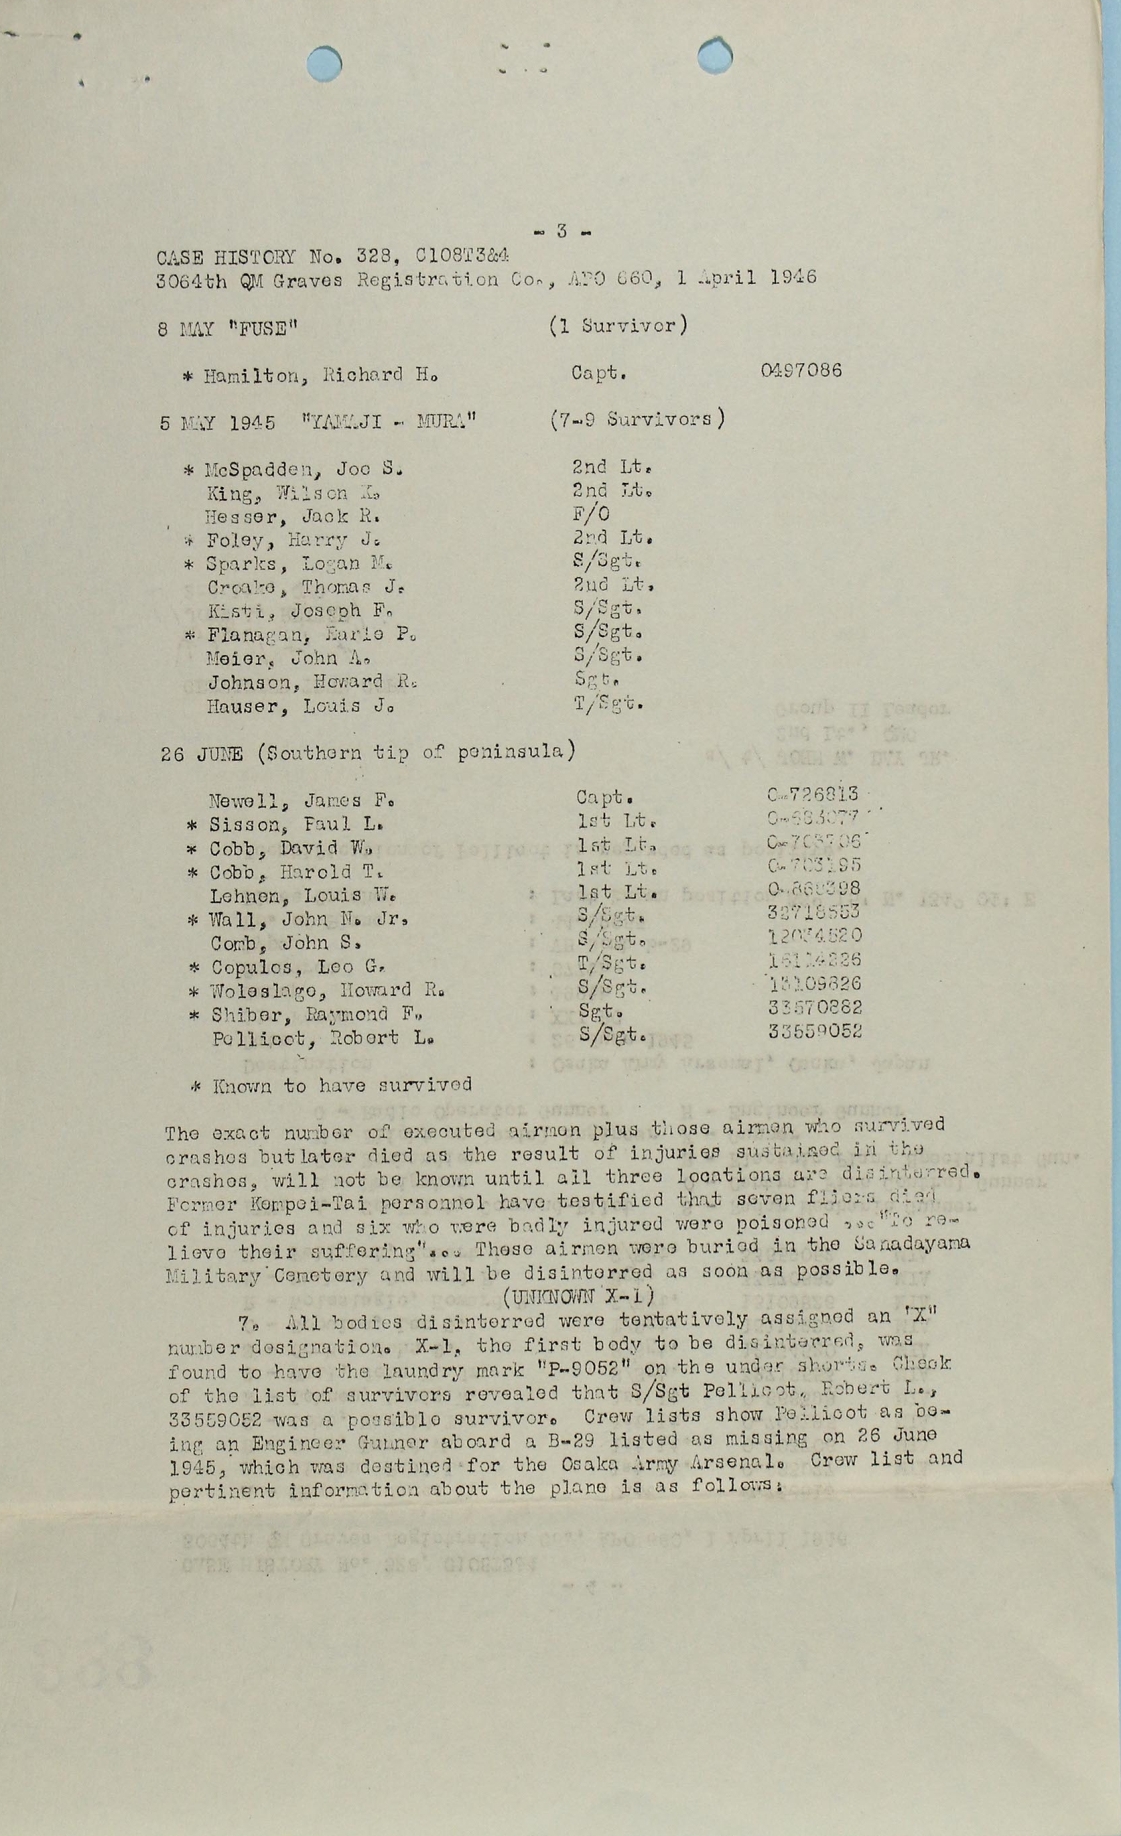 - 3 -
CASE HISTORY No. 328, C108T3&4
3064th QM Graves Registration Co., APO 660, 1 April 1946
8 MAY "FUSE" (1 Survivor)
* Hamilton, Richard H. Capt. 0497086
5 MAY 1945 "YAMAJI - MURA" (7-9 Survivors)
* McSpadden, Joe S. 2nd Lt.
King, Wilson K. 2nd Lt.
Hesser, Jack R. F/O
* Foley, Harry J. 2nd Lt.
* Sparks, Logan M. S/Sgt.
Croake, Thomas J. 2nd Lt.
Kisti, Joseph F. S/Sgt.
* Flanagan, Earle P. S/Sgt.
Meier, John A. S/Sgt.
Johnson, Howard R. Sgt.
Hauser, Louis J. T/Sgt.
26 JUNE (Southern tip of peninsula)
Newell, James F. Capt. O-726813
* Sisson, Paul L. 1st Lt.
* Cobb, David W. 1st Lt.
* Cobb, Harold T. 1st Lt. O-703195
Lehnen, Louis W. 1st Lt.
* Wall, John N. Jr. S/Sgt.
Comb, John S. S/Sgt.
* Copulos, Leo G. T/Sgt.
* Woleslage, Howard R. S/Sgt. 13109826
* Shiber, Raymond F. Sgt. 33570882
Pellicot, Robert L. S/Sgt. 33559052
* Known to have survived
The exact number of executed airmen plus those airmen who survived
crashes but later died as the result of injuries sustained in the
crashes, will not be known until all three locations are disinterred.
Former Kempei-Tai personnel have testified that seven fliers died
of injuries and six who were badly injured were poisoned ..."To re-
lieve their suffering"... These airmen were buried in the Sanadayama
Military Cemetery and will be disinterred as soon as possible.
(UNKNOWN X-1)
7. All bodies disinterred were tentatively assigned an "X"
number designation. X-1, the first body to be disinterred, was
found to have the laundry mark "P-9052" on the under shorts. Check
of the list of survivors revealed that S/Sgt Pellicot, Robert L.,
33559052 was a possible survivor. Crew lists show Pellicot as be-
ing an Engineer Gunner aboard a B-29 listed as missing on 26 June
1945, which was destined for the Osaka Army Arsenal. Crew list and
pertinent information about the plane is as follows: